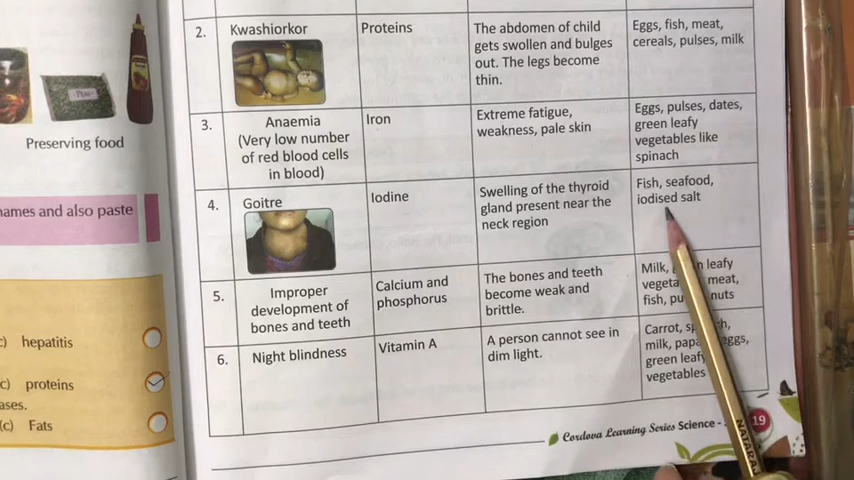 Preserving food
names and also paste
hepatitis
(c) proteins
ases.
(c) Fats
2. Kwashiorkor
Proteins
The abdomen of child
gets swollen and bulges
out. The legs become
thin.
Eggs, fish, meat,
cereals, pulses, milk
3. Anaemia
(Very low number
of red blood cells
in blood)
Iron
Extreme fatigue,
weakness, pale skin
Eggs, pulses, dates,
green leafy
vegetables like
spinach
4. Goitre
Iodine
Swelling of the thyroid
gland present near the
neck region
Fish, seafood,
iodised salt
5. Improper
development of
bones and teeth
Calcium and
phosphorus
The bones and teeth
become weak and
brittle.
Milk, leafy
meat,
fish, nuts
6. Night blindness
Vitamin A
A person cannot see in
dim light.
Carrot,
milk, eggs,
green leafy
vegetables
Cordova Learning Series Science -
19
NATARA